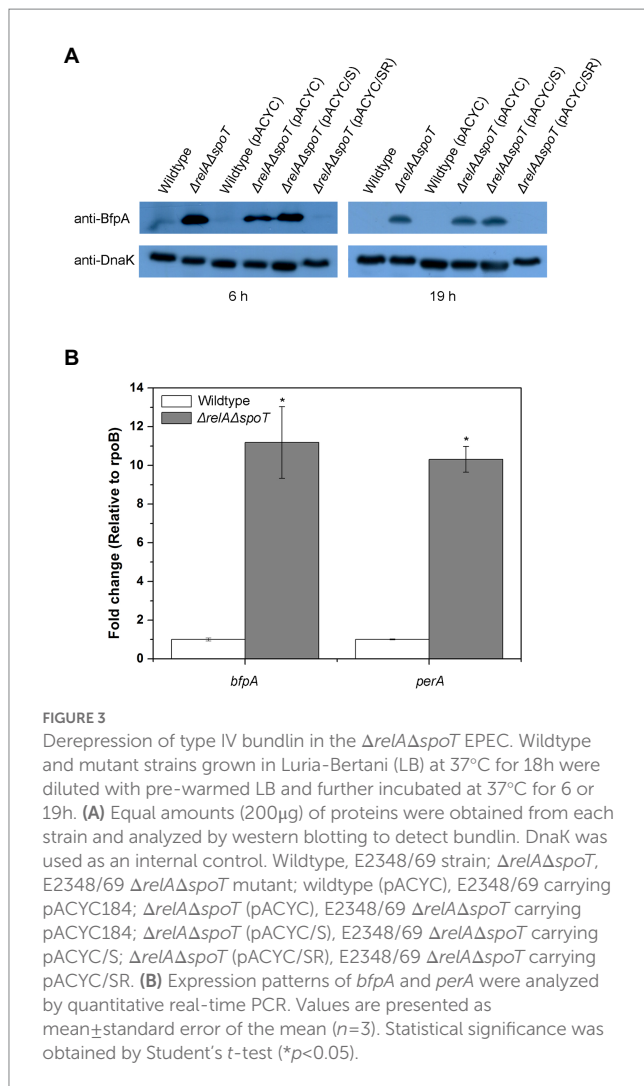 A
Wildtype
ΔrelAΔspoT
Wildtype (pACYC)
ΔrelAΔspoT (pACYC)
ΔrelAΔspoT (pACYC/S)
ΔrelAΔspoT (pACYC/SR)
Wildtype
ΔrelAΔspoT
Wildtype (pACYC)
ΔrelAΔspoT (pACYC)
ΔrelAΔspoT (pACYC/S)
ΔrelAΔspoT (pACYC/SR)
anti-BfpA
anti-DnaK
6 h
19 h
B
Fold change (Relative to rpoB)
14
12
10
8
6
4
2
0
Wildtype
ΔrelAΔspoT
*
*
bfpA
perA
FIGURE 3
Derepression of type IV bundlin in the ΔrelAΔspoT EPEC. Wildtype
and mutant strains grown in Luria-Bertani (LB) at 37°C for 18h were
diluted with pre-warmed LB and further incubated at 37°C for 6 or
19h. (A) Equal amounts (200μg) of proteins were obtained from each
strain and analyzed by western blotting to detect bundlin. DnaK was
used as an internal control. Wildtype, E2348/69 strain; ΔrelAΔspoT,
E2348/69 ΔrelAΔspoT mutant; wildtype (pACYC), E2348/69 carrying
pACYC184; ΔrelAΔspoT (pACYC), E2348/69 ΔrelAΔspoT carrying
pACYC184; ΔrelAΔspoT (pACYC/S), E2348/69 ΔrelAΔspoT carrying
pACYC/S; ΔrelAΔspoT (pACYC/SR), E2348/69 ΔrelAΔspoT carrying
pACYC/SR. (B) Expression patterns of bfpA and perA were analyzed
by quantitative real-time PCR. Values are presented as
mean±standard error of the mean (n=3). Statistical significance was
obtained by Student's t-test (*p<0.05).